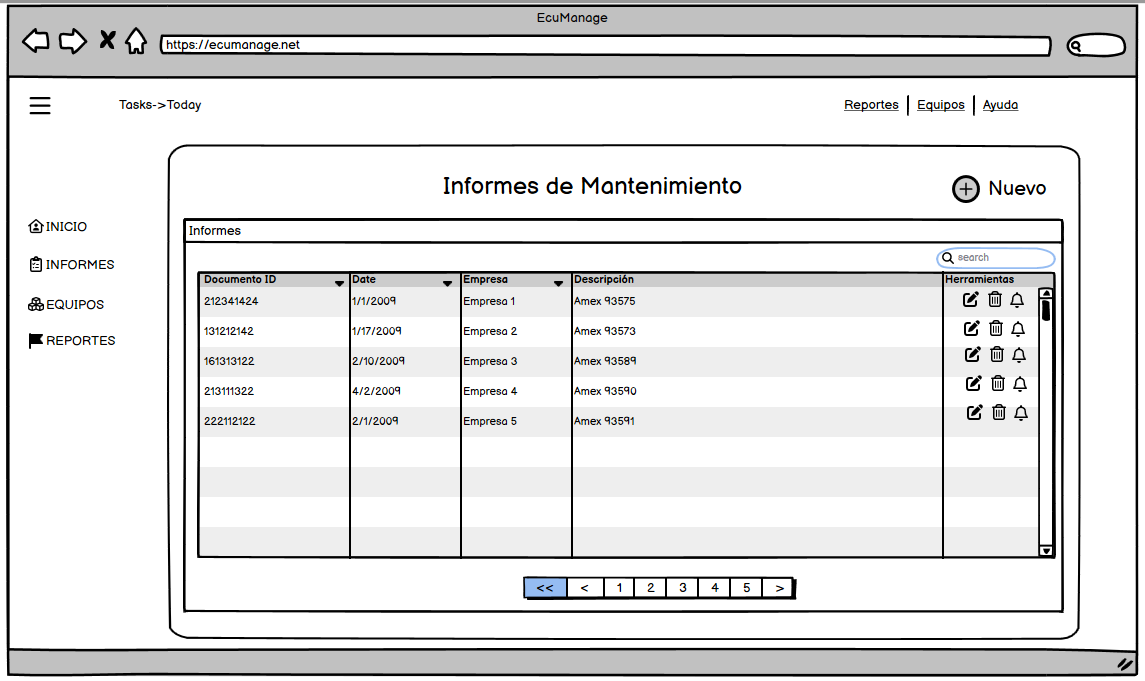 EcuManage
https://ecumanage.net
Tasks->Today
Reportes Equipos Ayuda
Informes de Mantenimiento
Nuevo
INICIO
INFORMES
EQUIPOS
REPORTES
Informes
search
Documento ID Date Empresa Descripción Herramientas
212341424 1/1/2009 Empresa 1 Amex 93575
131212142 1/17/2009 Empresa 2 Amex 93573
161313122 2/10/2009 Empresa 3 Amex 93589
213111322 4/2/2009 Empresa 4 Amex 93590
222112122 2/1/2009 Empresa 5 Amex 93591
<< < 1 2 3 4 5 >